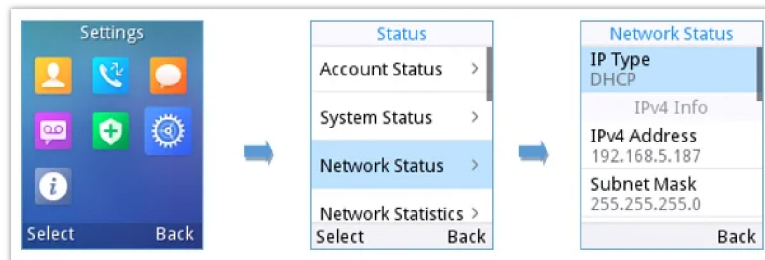 Settings
Select Back
Status
Account Status >
System Status >
Network Status >
Network Statistics >
Select Back
Network Status
IP Type
DHCP
IPv4 Info
IPv4 Address
192.168.5.187
Subnet Mask
255.255.255.0
Back